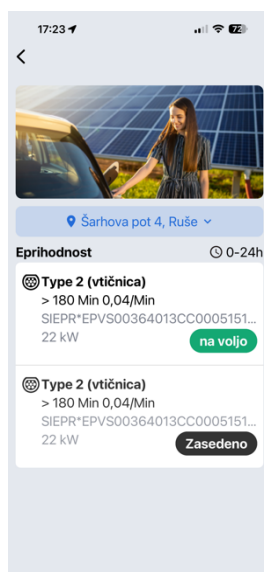 17:23
72
Šarhova pot 4, Ruše
Eprihodnost 0-24h
Type 2 (vtičnica)
> 180 Min 0,04/Min
SIEPR*EPVS00364013CC0005151...
22 kW na voljo
Type 2 (vtičnica)
> 180 Min 0,04/Min
SIEPR*EPVS00364013CC0005151...
22 kW Zasedeno